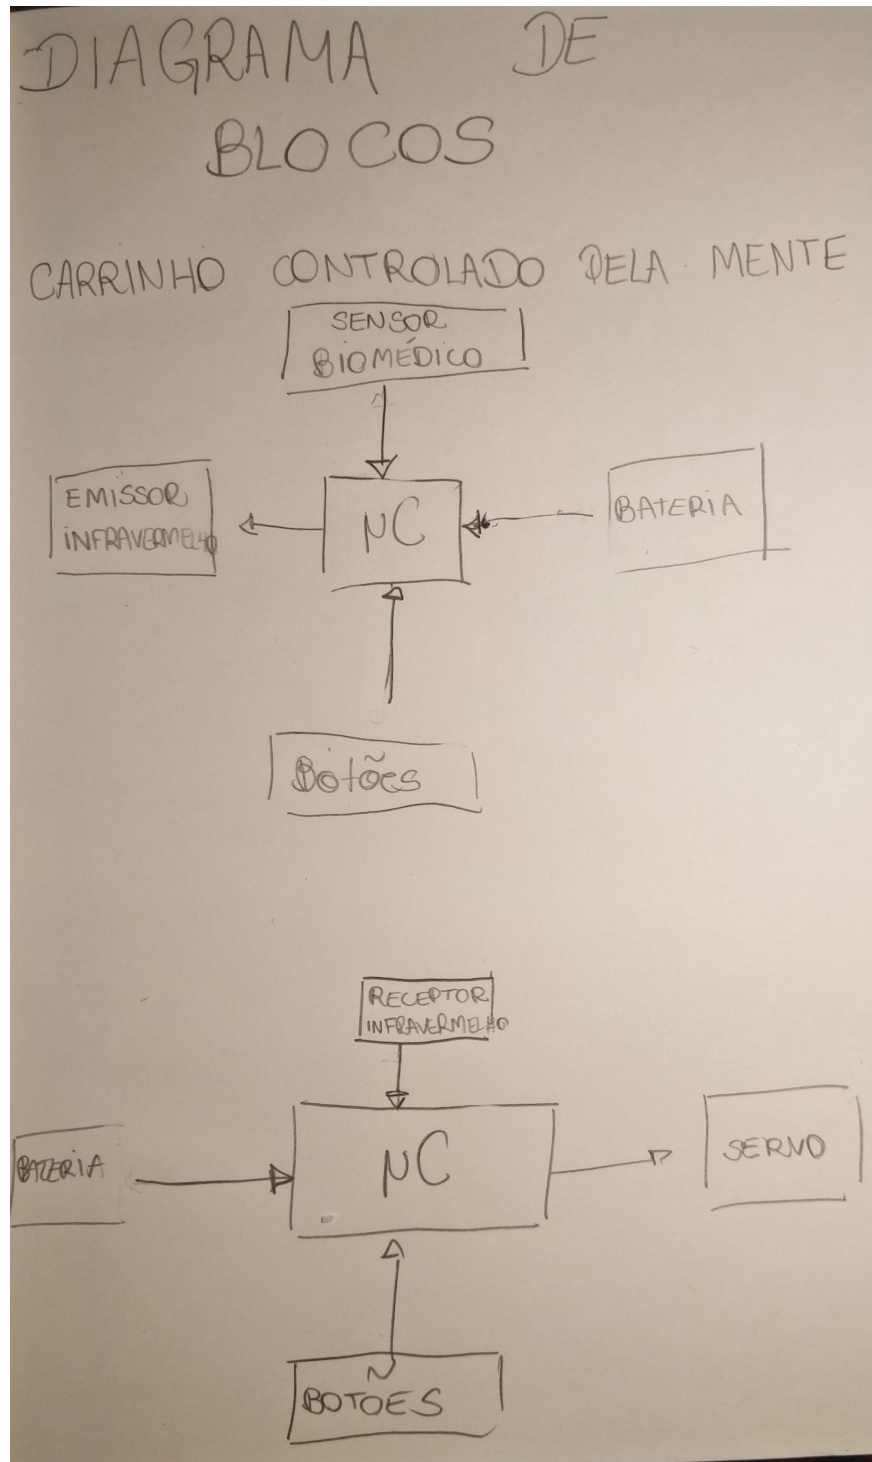 DIAGRAMA DE
BLOCOS
CARRINHO CONTROLADO PELA MENTE
SENSOR
BIOMÉDICO
EMISSOR
INFRAVERMELHO
µC
BATERIA
Botões
RECEPTOR
INFRAVERMELHO
BATERIA
µC
SERVO
BOTÕES